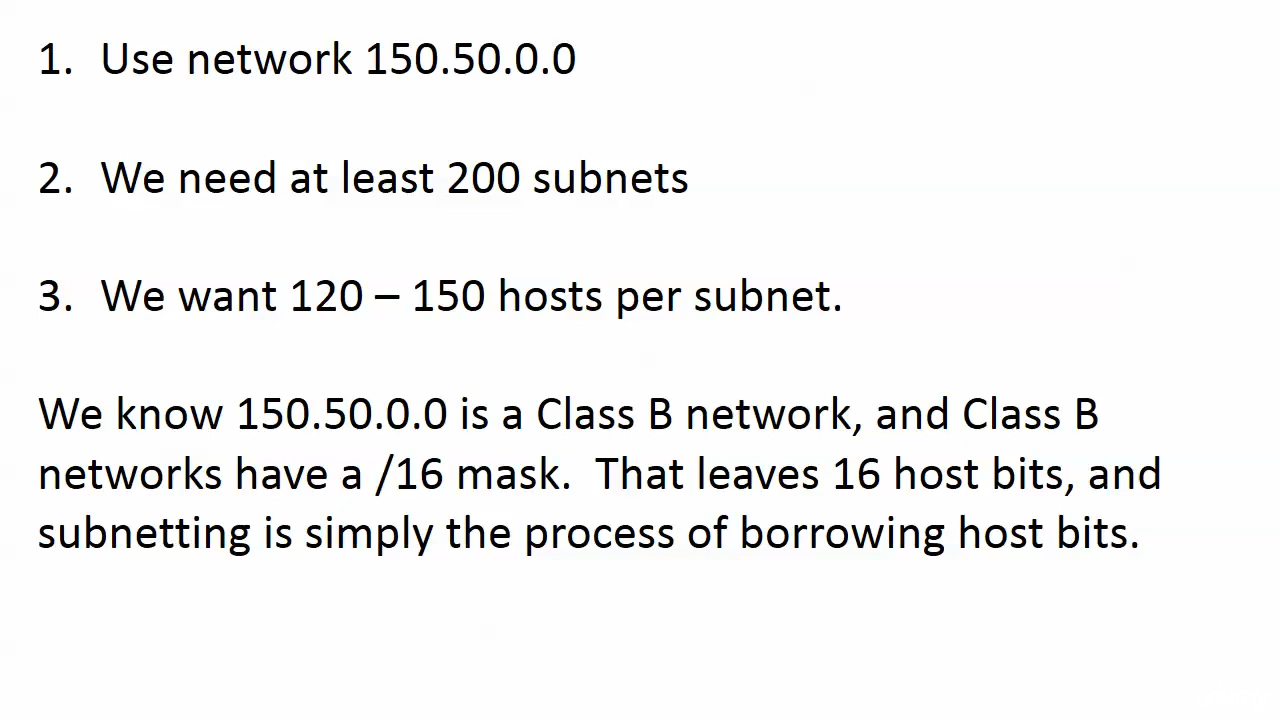 1. Use network 150.50.0.0
2. We need at least 200 subnets
3. We want 120 – 150 hosts per subnet.
We know 150.50.0.0 is a Class B network, and Class B
networks have a /16 mask.  That leaves 16 host bits, and
subnetting is simply the process of borrowing host bits.